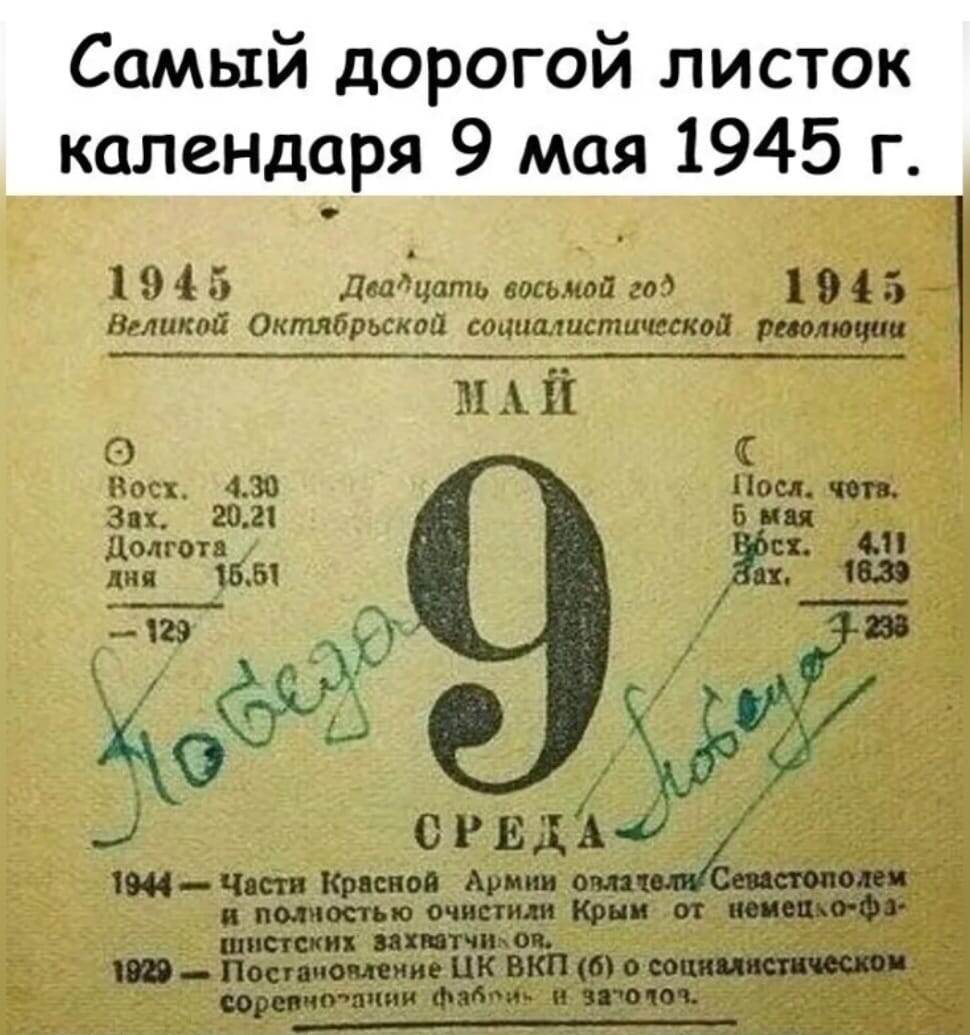 Самый дорогой листок
календаря 9 мая 1945 г.
1945 Двадцать восьмой год 1945
Великой Октябрьской социалистической революции
МАЙ
Восх. 4.30
Зах. 20.21
Долгота
дня 15.51
— 129
9
Посл. четв.
5 мая
Восх. 4.11
Зах. 16.39
236
Победа
Победа
СРЕДА
1944 — Части Красной Армии овладели Севастополем
и полностью очистили Крым от немецко-фа-
шистских захватчиков.
1929 — Постановление ЦК ВКП (б) о социалистическом
соревновании фабрик и заводов.